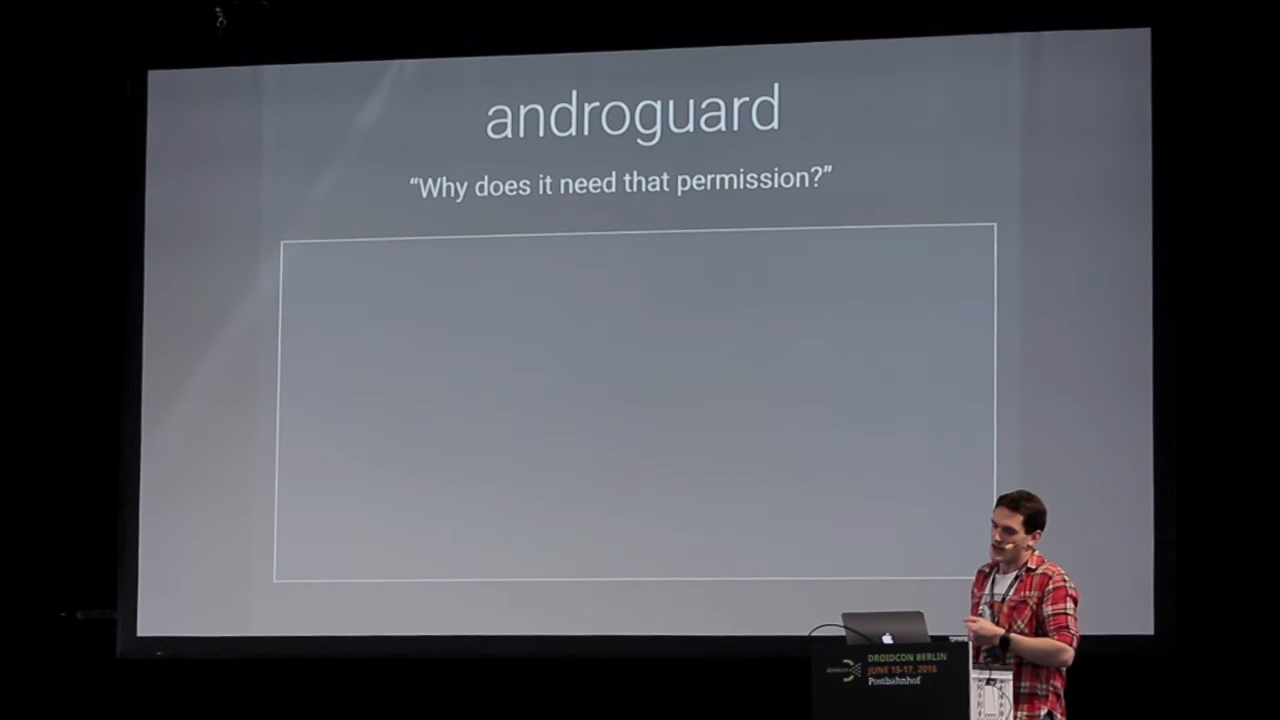 androguard
“Why does it need that permission?”
DROIDCON BERLIN
JUNE 15-17, 2016
Postbahnhof